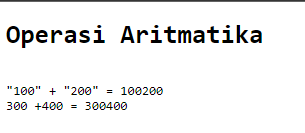 Operasi Aritmatika
"100" + "200" = 100200
300 +400 = 300400